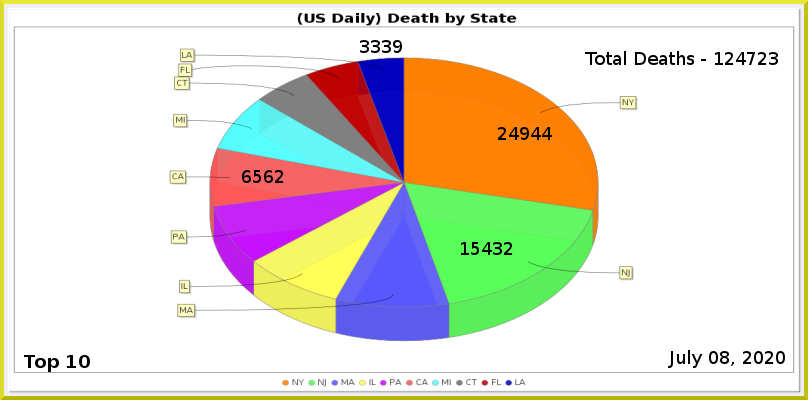 (US Daily) Death by State
3339
Total Deaths - 124723
LA
FL
CT
NY
MI
24944
CA
6562
PA
15432
NJ
IL
MA
Top 10
July 08, 2020
NY NJ MA IL PA CA MI CT FL LA